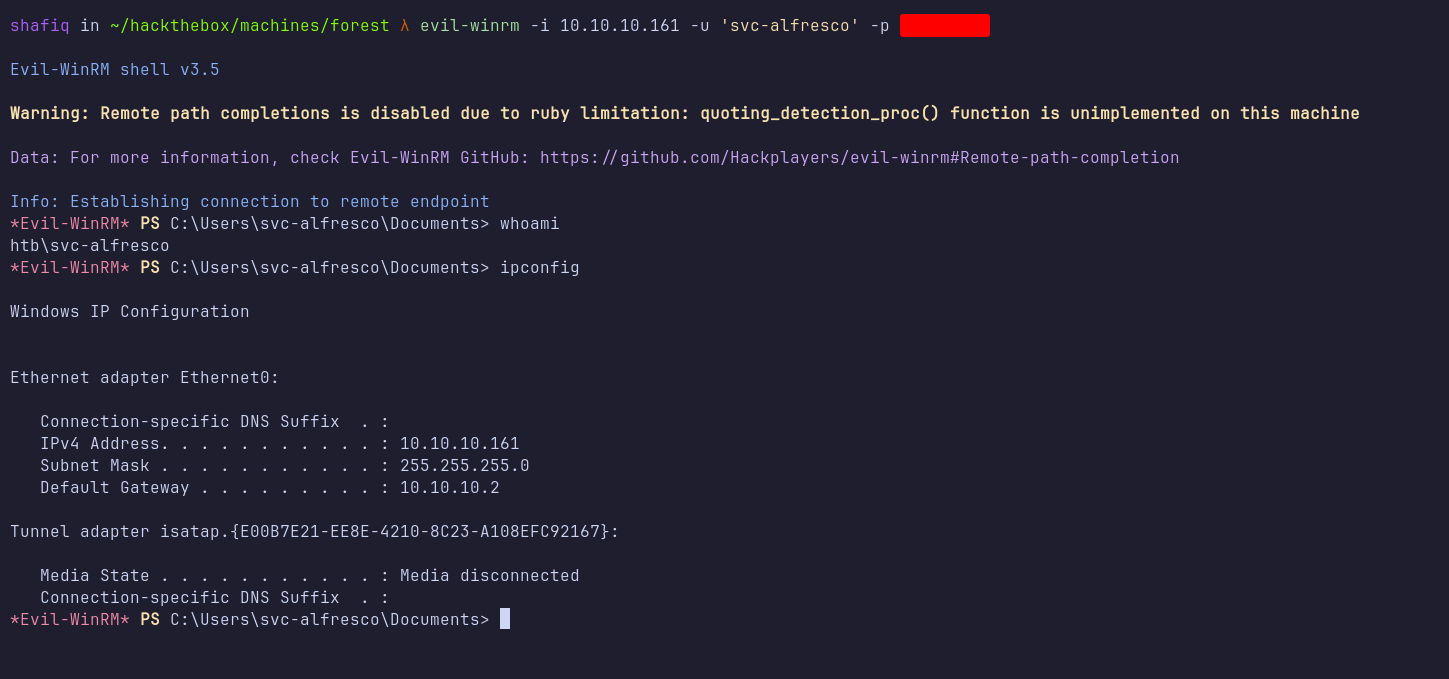 shafiq in ~/hackthebox/machines/forest λ evil-winrm -i 10.10.10.161 -u 'svc-alfresco' -p
Evil-WinRM shell v3.5
Warning: Remote path completions is disabled due to ruby limitation: quoting_detection_proc() function is unimplemented on this machine
Data: For more information, check Evil-WinRM GitHub: https://github.com/Hackplayers/evil-winrm#Remote-path-completion
Info: Establishing connection to remote endpoint
*Evil-WinRM* PS C:\Users\svc-alfresco\Documents> whoami
htb\svc-alfresco
*Evil-WinRM* PS C:\Users\svc-alfresco\Documents> ipconfig
Windows IP Configuration
Ethernet adapter Ethernet0:
Connection-specific DNS Suffix  . :
IPv4 Address. . . . . . . . . . . : 10.10.10.161
Subnet Mask . . . . . . . . . . . : 255.255.255.0
Default Gateway . . . . . . . . . : 10.10.10.2
Tunnel adapter isatap.{E00B7E21-EE8E-4210-8C23-A108EFC92167}:
Media State . . . . . . . . . . . : Media disconnected
Connection-specific DNS Suffix  . :
*Evil-WinRM* PS C:\Users\svc-alfresco\Documents>